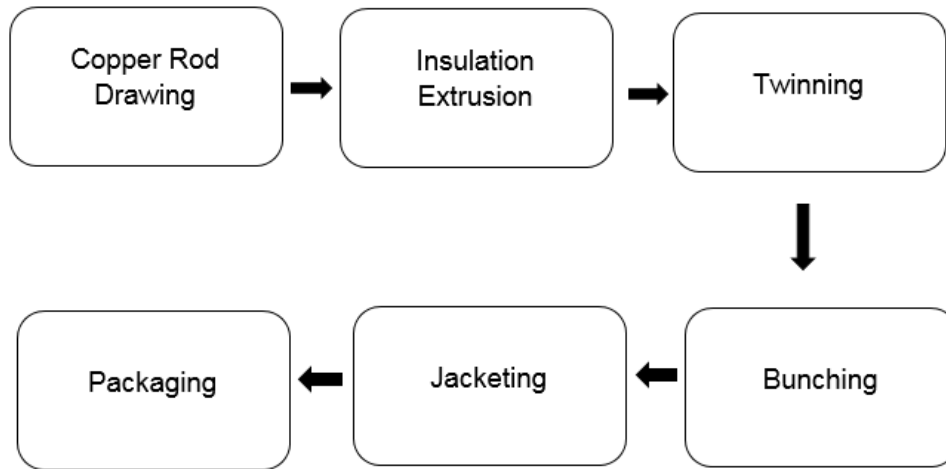 Copper Rod
Drawing
Insulation
Extrusion
Twinning
Bunching
Jacketing
Packaging